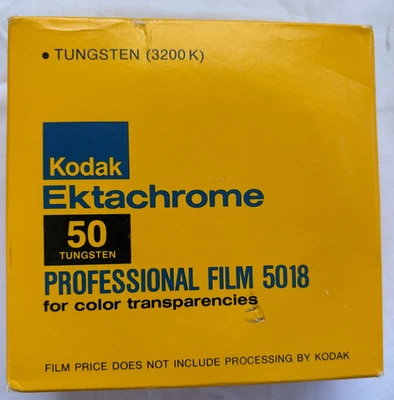 • TUNGSTEN (3200 K)
Kodak
Ektachrome
50
TUNGSTEN
PROFESSIONAL FILM 5018
for color transparencies
FILM PRICE DOES NOT INCLUDE PROCESSING BY KODAK